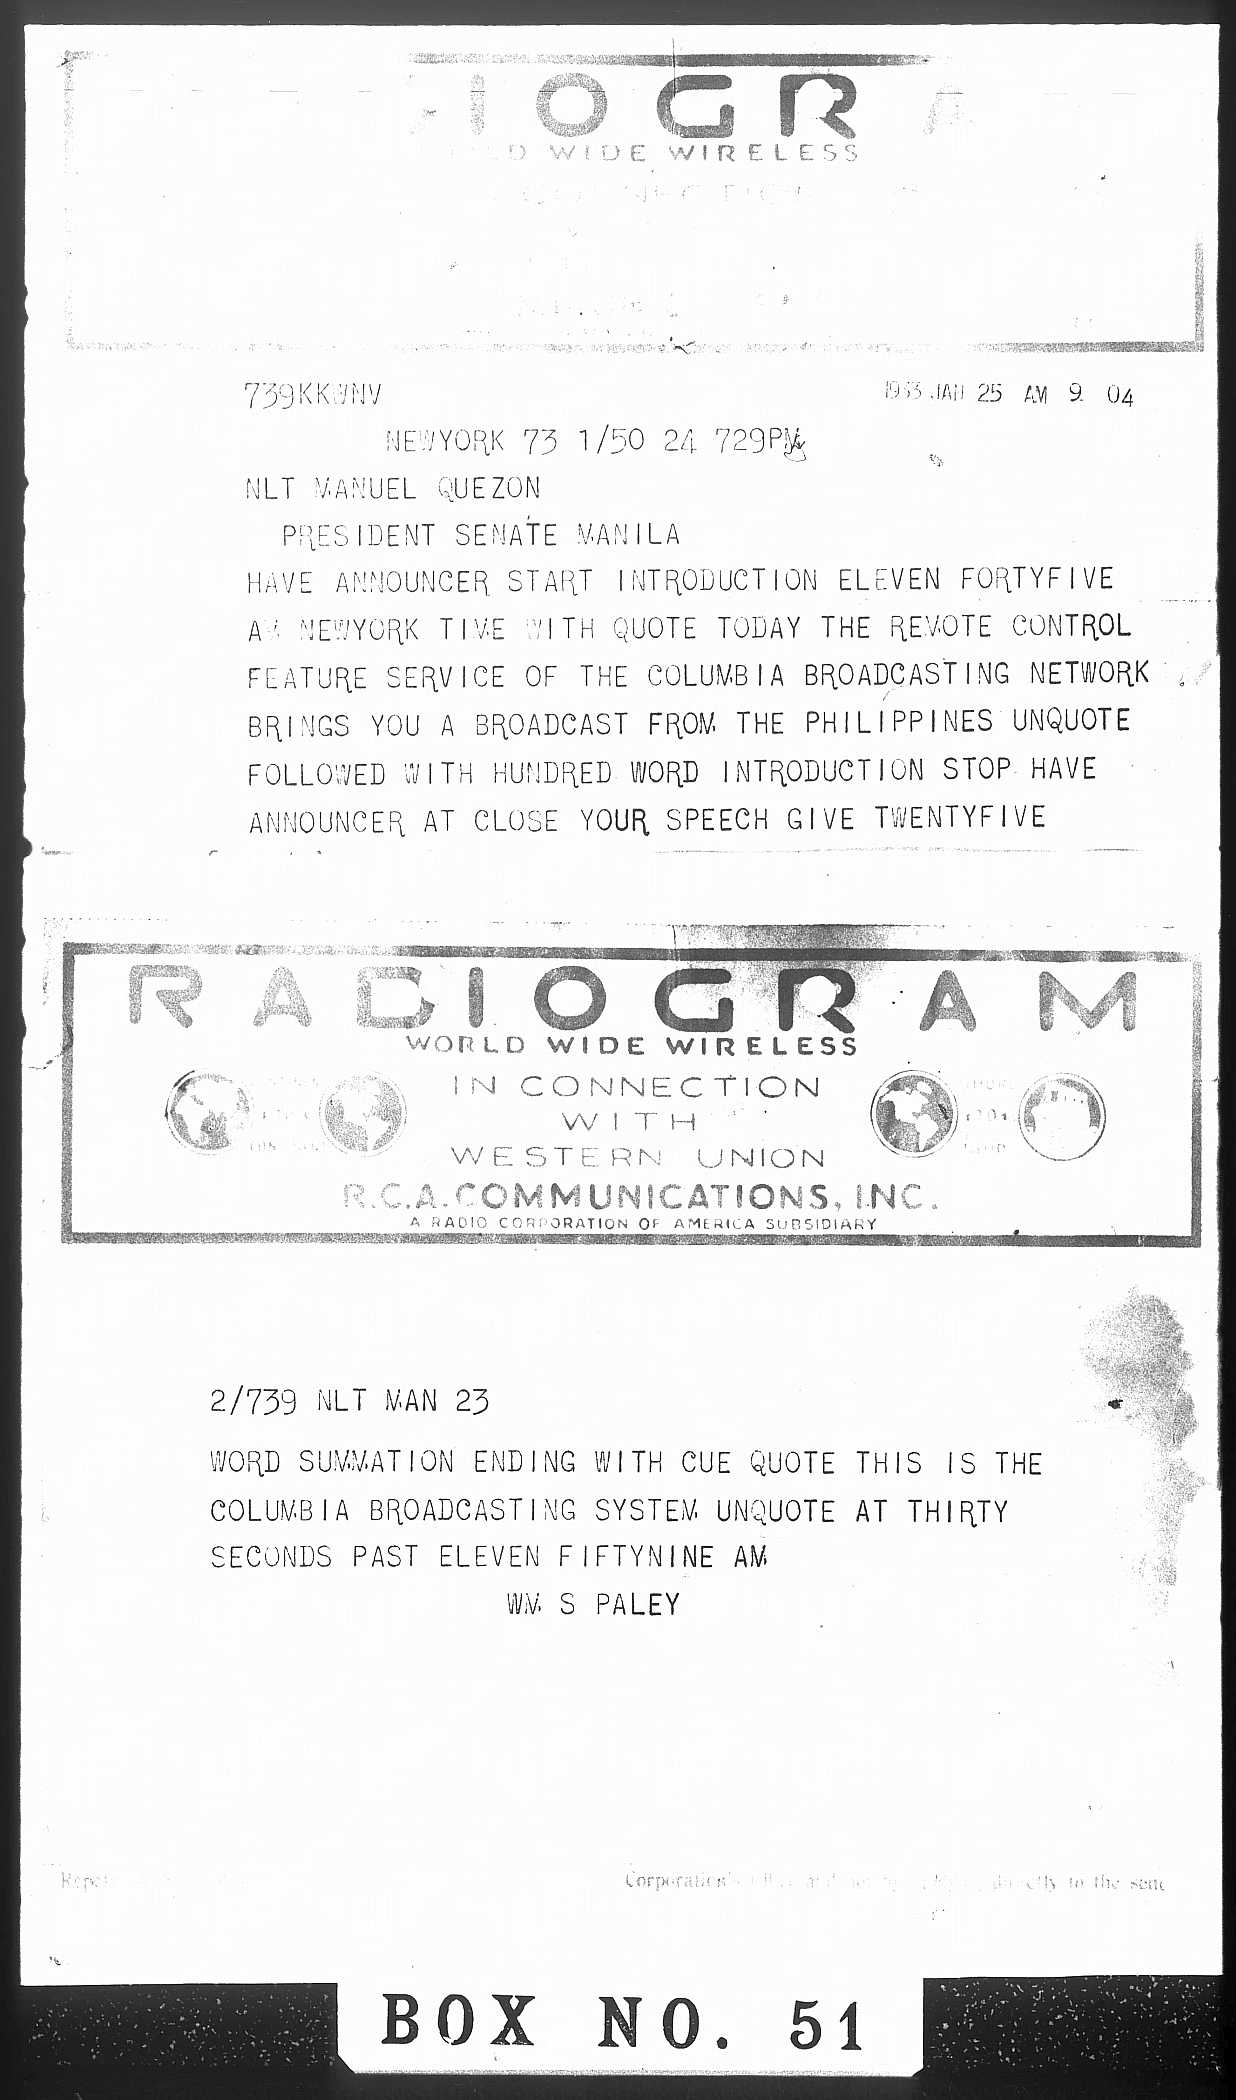 IOGRA
D WIDE WIRELESS
739KKWNV 1933 JAN 25 AM 9 04
NEWYORK 73 1/50 24 729PM
NLT MANUEL QUEZON
PRESIDENT SENATE MANILA
HAVE ANNOUNCER START INTRODUCTION ELEVEN FORTYFIVE
AM NEWYORK TIME WITH QUOTE TODAY THE REMOTE CONTROL
FEATURE SERVICE OF THE COLUMBIA BROADCASTING NETWORK
BRINGS YOU A BROADCAST FROM THE PHILIPPINES UNQUOTE
FOLLOWED WITH HUNDRED WORD INTRODUCTION STOP HAVE
ANNOUNCER AT CLOSE YOUR SPEECH GIVE TWENTYFIVE
RADIOGRAM
WORLD WIDE WIRELESS
IN CONNECTION
WITH
WESTERN UNION
R.C.A. COMMUNICATIONS, INC.
A RADIO CORPORATION OF AMERICA SUBSIDIARY
2/739 NLT MAN 23
WORD SUMMATION ENDING WITH CUE QUOTE THIS IS THE
COLUMBIA BROADCASTING SYSTEM UNQUOTE AT THIRTY
SECONDS PAST ELEVEN FIFTYNINE AM
WM S PALEY
Corporation's directly to the
BOX NO. 51